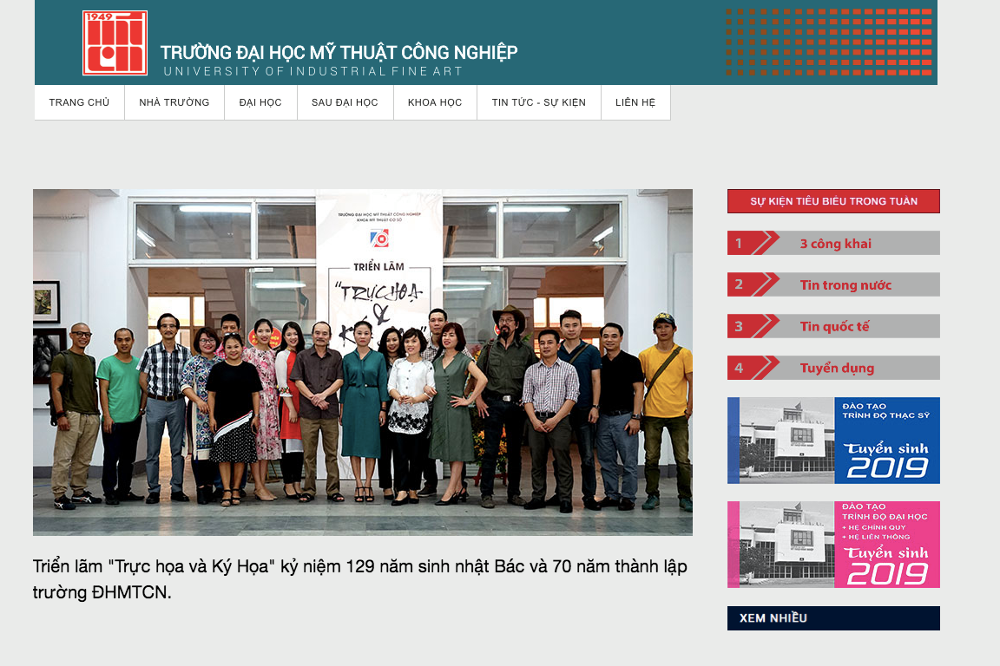 1949
TRƯỜNG ĐẠI HỌC MỸ THUẬT CÔNG NGHIỆP
UNIVERSITY OF INDUSTRIAL FINE ART
TRANG CHỦ
NHÀ TRƯỜNG
ĐẠI HỌC
SAU ĐẠI HỌC
KHOA HỌC
TIN TỨC - SỰ KIỆN
LIÊN HỆ
TRƯỜNG ĐẠI HỌC MỸ THUẬT CÔNG NGHIỆP
KHOA MỸ THUẬT CƠ SỞ
TRIỂN LÃM
"TRỰC HỌA
&
Triển lãm "Trực họa và Ký Họa" kỷ niệm 129 năm sinh nhật Bác và 70 năm thành lập
trường ĐHMTCN.
SỰ KIỆN TIÊU BIỂU TRONG TUẦN
1 3 công khai
2 Tin trong nước
3 Tin quốc tế
4 Tuyển dụng
ĐÀO TẠO
TRÌNH ĐỘ THẠC SỸ
Tuyển sinh
2019
ĐÀO TẠO
TRÌNH ĐỘ ĐẠI HỌC
+ HỆ CHÍNH QUY
+ HỆ LIÊN THÔNG
Tuyển sinh
2019
XEM NHIỀU